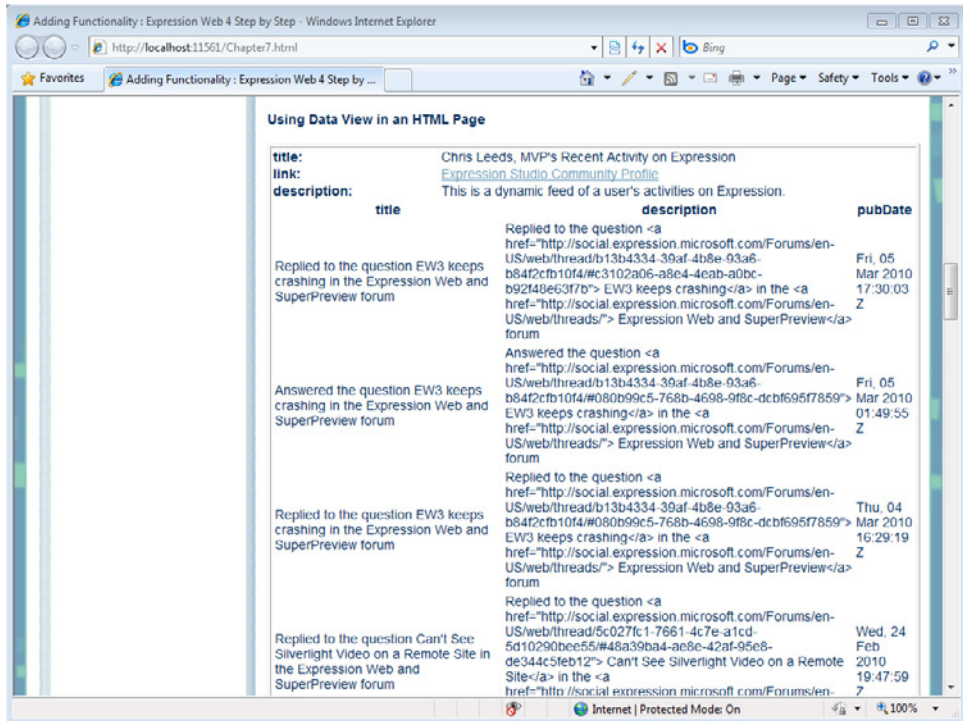 Adding Functionality : Expression Web 4 Step by Step - Windows Internet Explorer
http://localhost:11561/Chapter7.html
Bing
Favorites
Adding Functionality : Expression Web 4 Step by ...
Page
Safety
Tools
Using Data View in an HTML Page
title: Chris Leeds, MVP's Recent Activity on Expression
link: Expression Studio Community Profile
description: This is a dynamic feed of a user's activities on Expression.
title description pubDate
Replied to the question EW3 keeps
crashing in the Expression Web and
SuperPreview forum
Replied to the question <a
href="http://social.expression.microsoft.com/Forums/en-
US/web/thread/b13b4334-39af-4b8e-93a6-
b84f2cfb10f4/#c3102a06-a8e4-4eab-a0bc-
b92f48e63f7b"> EW3 keeps crashing</a> in the <a
href="http://social.expression.microsoft.com/Forums/en-
US/web/threads/"> Expression Web and SuperPreview</a>
forum
Fri, 05
Mar 2010
17:30:03
Z
Answered the question EW3 keeps
crashing in the Expression Web and
SuperPreview forum
Answered the question <a
href="http://social.expression.microsoft.com/Forums/en-
US/web/thread/b13b4334-39af-4b8e-93a6-
b84f2cfb10f4/#080b99c5-768b-4698-9f8c-dcbf695f7859">
EW3 keeps crashing</a> in the <a
href="http://social.expression.microsoft.com/Forums/en-
US/web/threads/"> Expression Web and SuperPreview</a>
forum
Fri, 05
Mar 2010
01:49:55
Z
Replied to the question EW3 keeps
crashing in the Expression Web and
SuperPreview forum
Replied to the question <a
href="http://social.expression.microsoft.com/Forums/en-
US/web/thread/b13b4334-39af-4b8e-93a6-
b84f2cfb10f4/#080b99c5-768b-4698-9f8c-dcbf695f7859">
EW3 keeps crashing</a> in the <a
href="http://social.expression.microsoft.com/Forums/en-
US/web/threads/"> Expression Web and SuperPreview</a>
forum
Thu, 04
Mar 2010
16:29:19
Z
Replied to the question Can't See
Silverlight Video on a Remote Site in
the Expression Web and
SuperPreview forum
Replied to the question <a
href="http://social.expression.microsoft.com/Forums/en-
US/web/thread/5c027fc1-7661-4c7e-a1cd-
5d10290bee55/#48a39ba4-ae8e-42af-95e8-
de344c5feb12"> Can't See Silverlight Video on a Remote
Site</a> in the <a
href="http://social.expression.microsoft.com/Forums/en-
Wed, 24
Feb
2010
19:47:59
Z
Internet | Protected Mode: On
100%